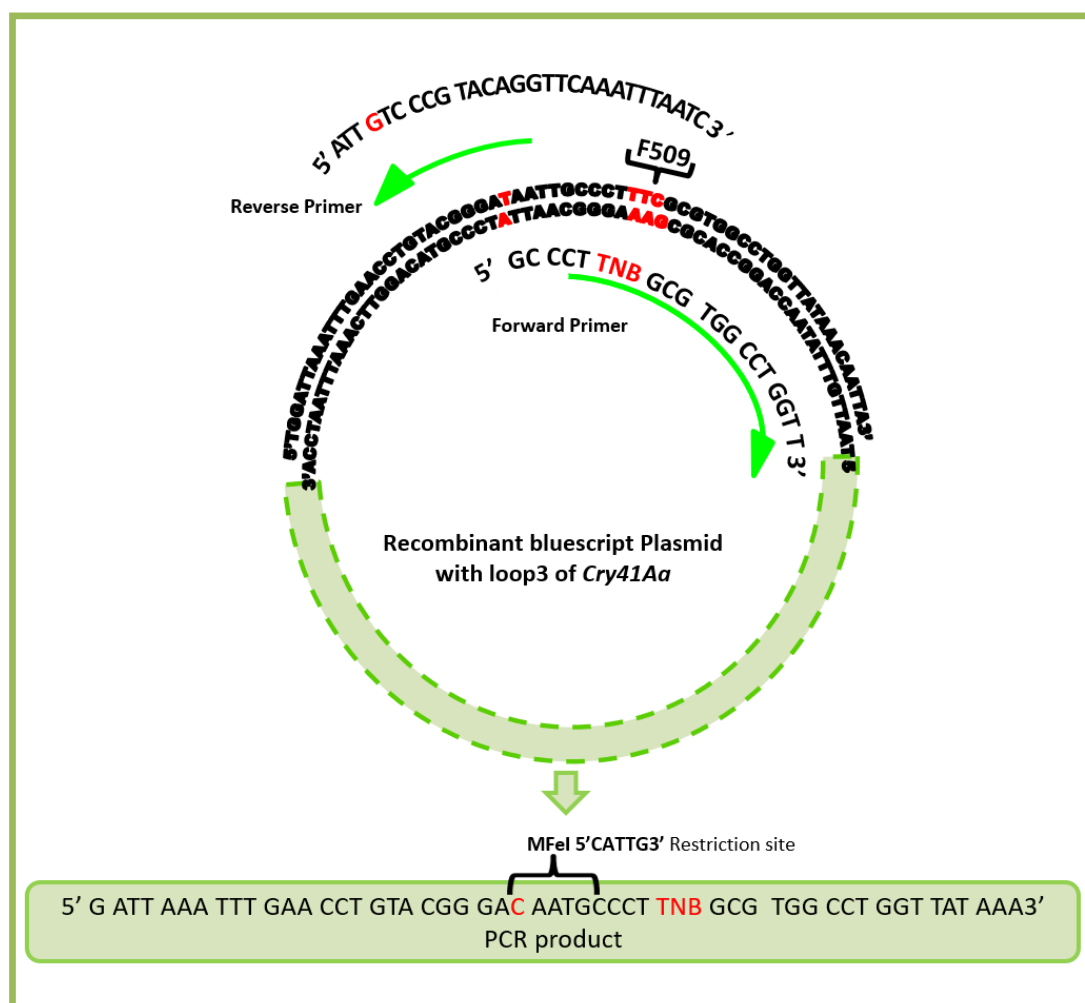 5' ATT GTC CCG TACAGGTTCAAATTTAATC 3'
F509
Reverse Primer
5'TGGATTAAATTTGAACCTGTACGGGATAATTGCCCTTTCGCGTGGCCTGGTTATAAACAATTA3'
3'ACCTAATTTAAACTTGGACATGCCCTATTAACGGGAAAGCGCACCGGACCAATATTTGTTAAT5
5' GC CCT TNB GCG TGG CCT GGT T 3'
Forward Primer
Recombinant bluescript Plasmid
with loop3 of Cry41Aa
MFeI 5'CATTG3' Restriction site
5' G ATT AAA TTT GAA CCT GTA CGG GAC AATGCCCT TNB GCG TGG CCT GGT TAT AAA3'
PCR product